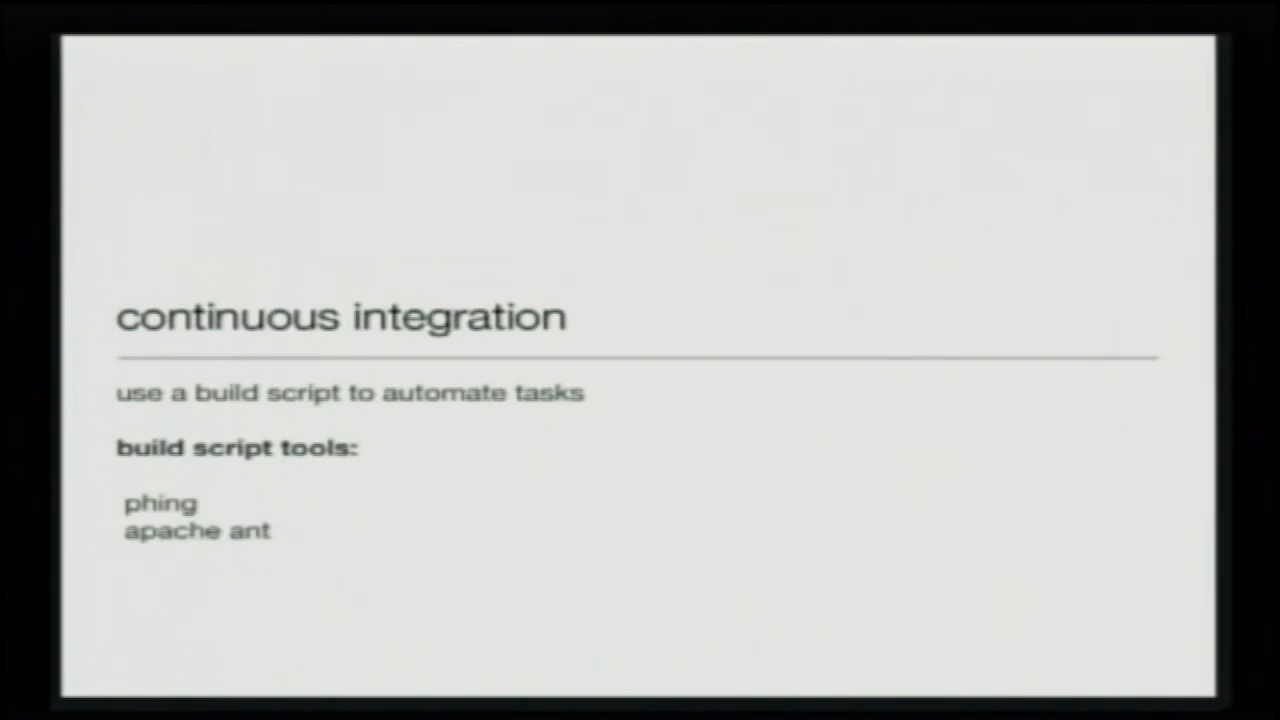 continuous integration
use a build script to automate tasks
build script tools:
phing
apache ant